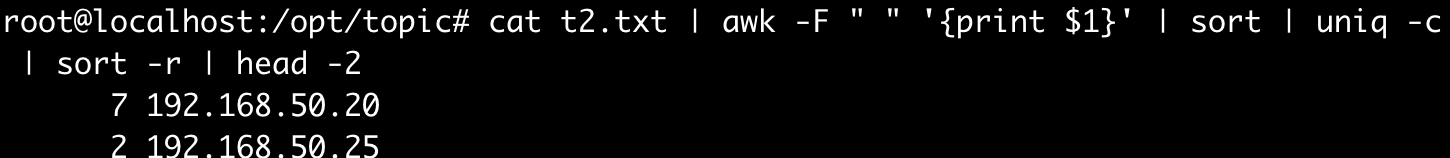 root@localhost:/opt/topic# cat t2.txt | awk -F " " '{print $1}' | sort | uniq -c
 | sort -r | head -2
      7 192.168.50.20
      2 192.168.50.25